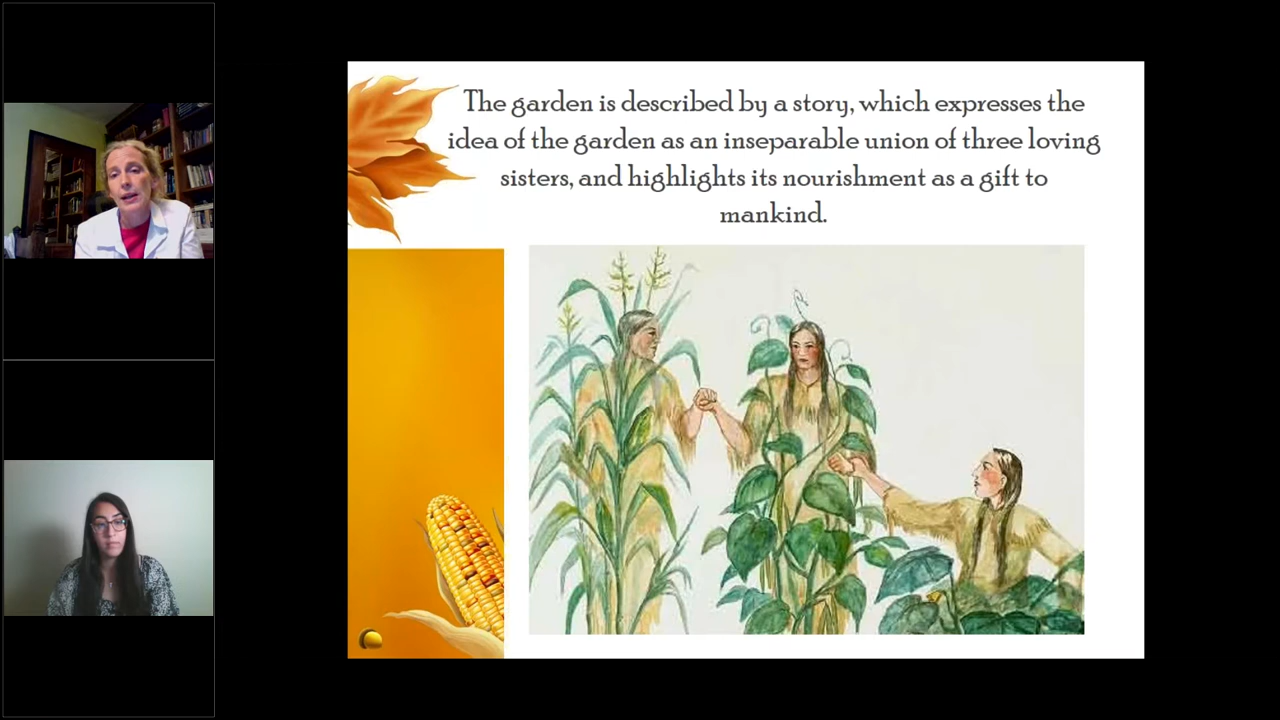 The garden is described by a story, which expresses the
idea of the garden as an inseparable union of three loving
sisters, and highlights its nourishment as a gift to
mankind.